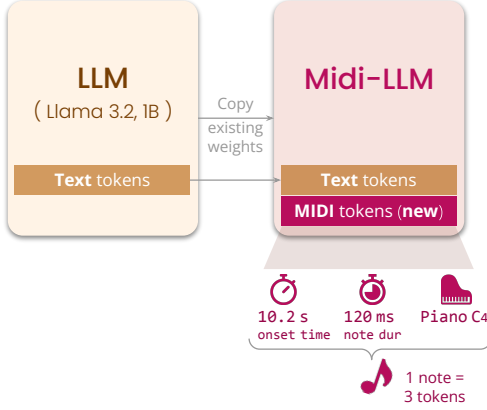 LLM
( Llama 3.2, 1B )
Text tokens
Copy
existing
weights
Midi-LLM
Text tokens
MIDI tokens (new)
10.2 s
onset time
120 ms
note dur
Piano C4
1 note =
3 tokens